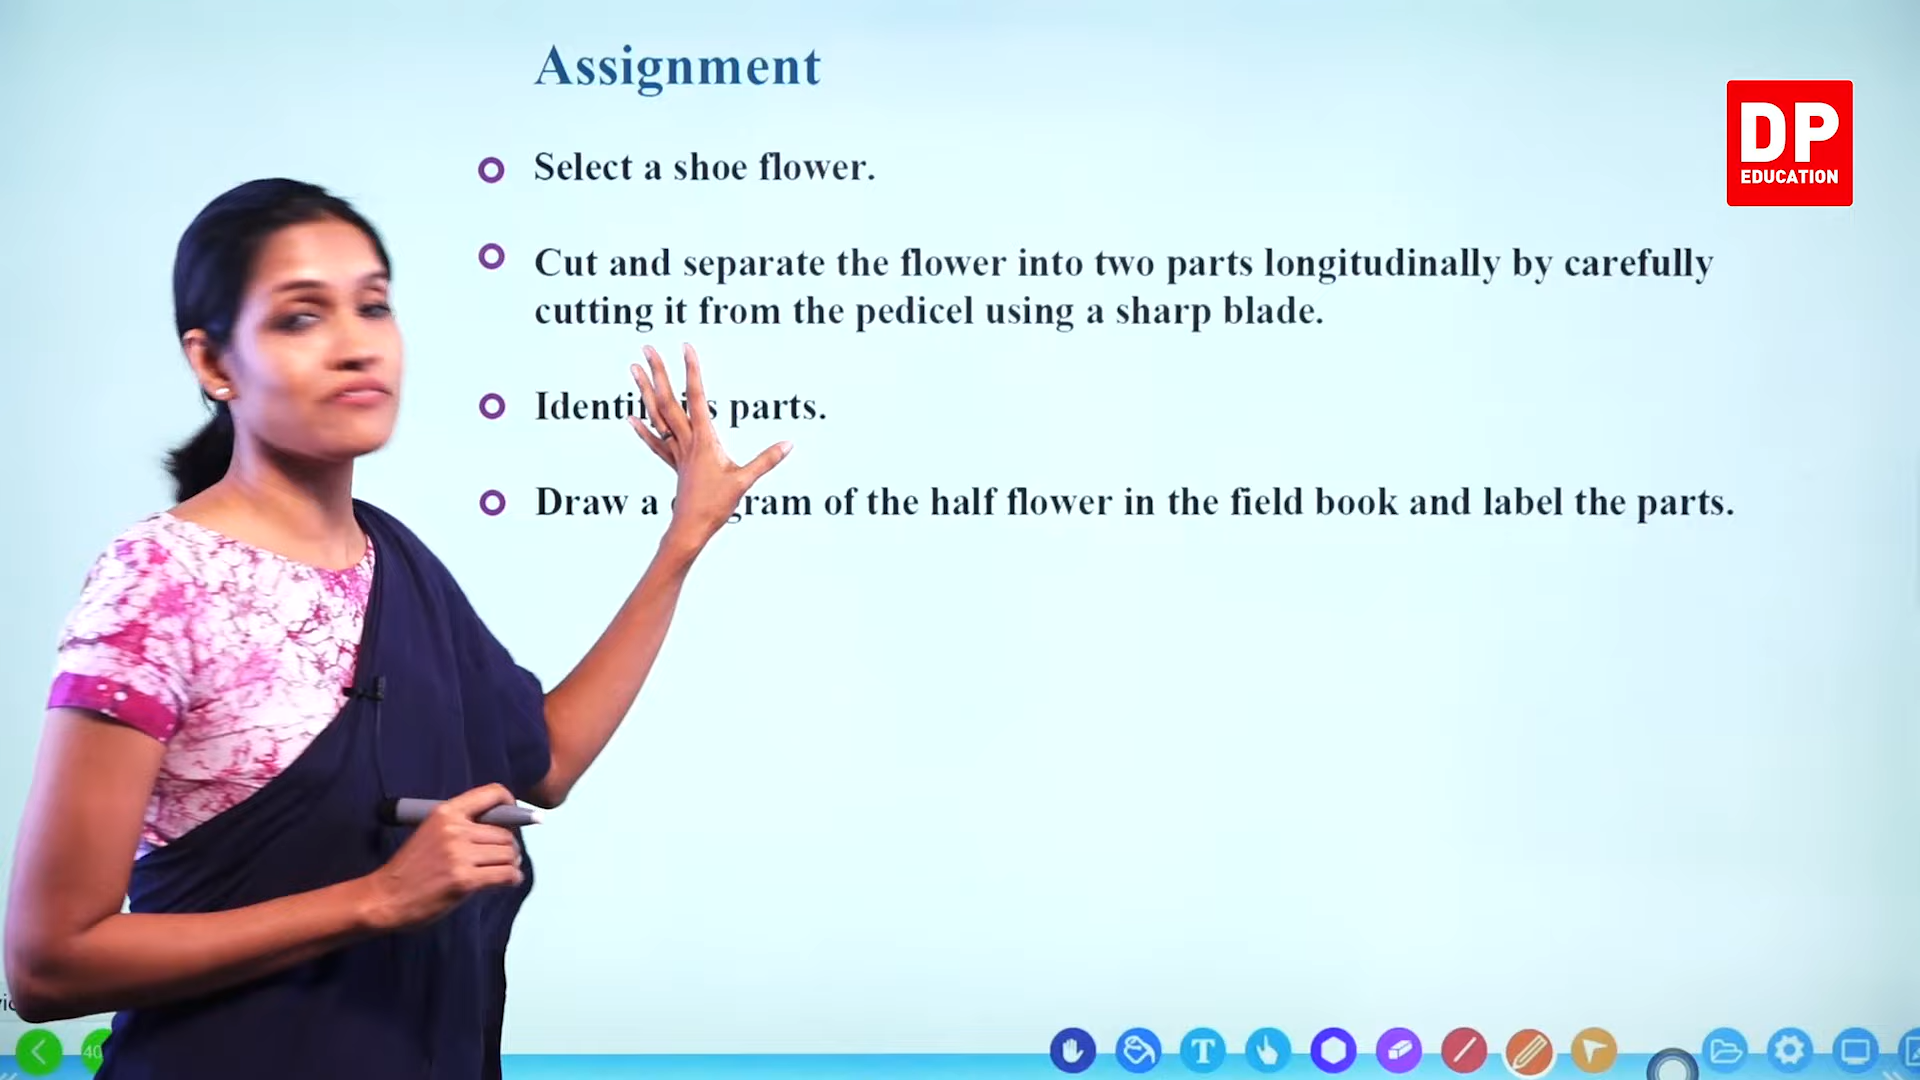 Assignment
DP
EDUCATION
Select a shoe flower.
Cut and separate the flower into two parts longitudinally by carefully
cutting it from the pedicel using a sharp blade.
parts.
Draw a of the half flower in the field book and label the parts.
40
T